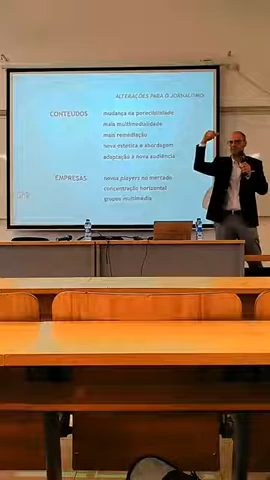 ALTERAÇÕES PARA O JORNALISMO
CONTEÚDOS mudança na periodicidade
mais multimedialidade
mais remediação
nova estética e abordagem
adaptação à nova audiência
EMPRESAS novos players no mercado
concentração horizontal
grupos multimédia